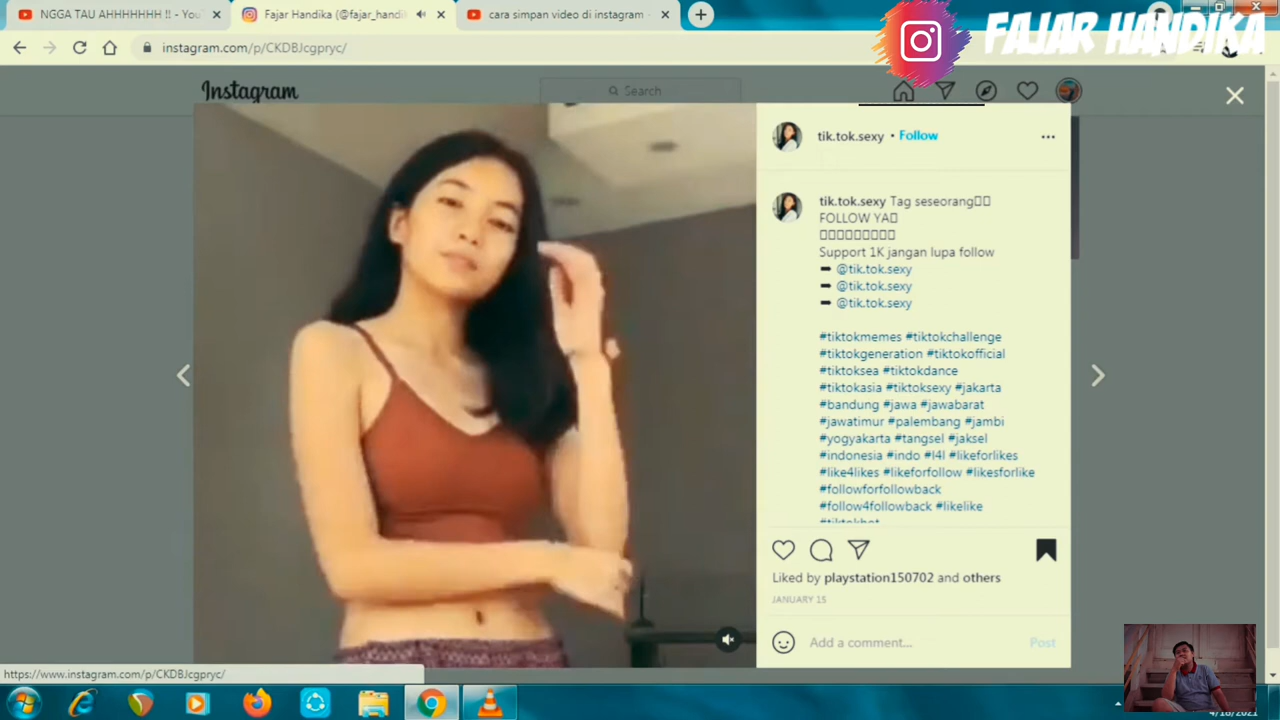 NGGA TAU AHHHHHHH !! - You
Fajar Handika (@fajar_handi
cara simpan video di instagram -
FAJAR HANDIKA
instagram.com/p/CKDBJcgpryc/
Instagram
Search
tik.tok.sexy • Follow
tik.tok.sexy Tag seseorang
FOLLOW YA
Support 1K jangan lupa follow
➖ @tik.tok.sexy
➖ @tik.tok.sexy
➖ @tik.tok.sexy
#tiktokmemes #tiktokchallenge
#tiktokgeneration #tiktokofficial
#tiktoksea #tiktokdance
#tiktokasia #tiktoksexy #jakarta
#bandung #jawa #jawabarat
#jawatimur #palembang #jambi
#yogyakarta #tangsel #jaksel
#indonesia #indo #l4l #likeforlikes
#like4likes #likeforfollow #likesforlike
#followforfollowback
#follow4followback #likelike
Liked by playstation150702 and others
JANUARY 15
Add a comment...
Post
https://www.instagram.com/p/CKDBJcgpryc/
4/18/2021